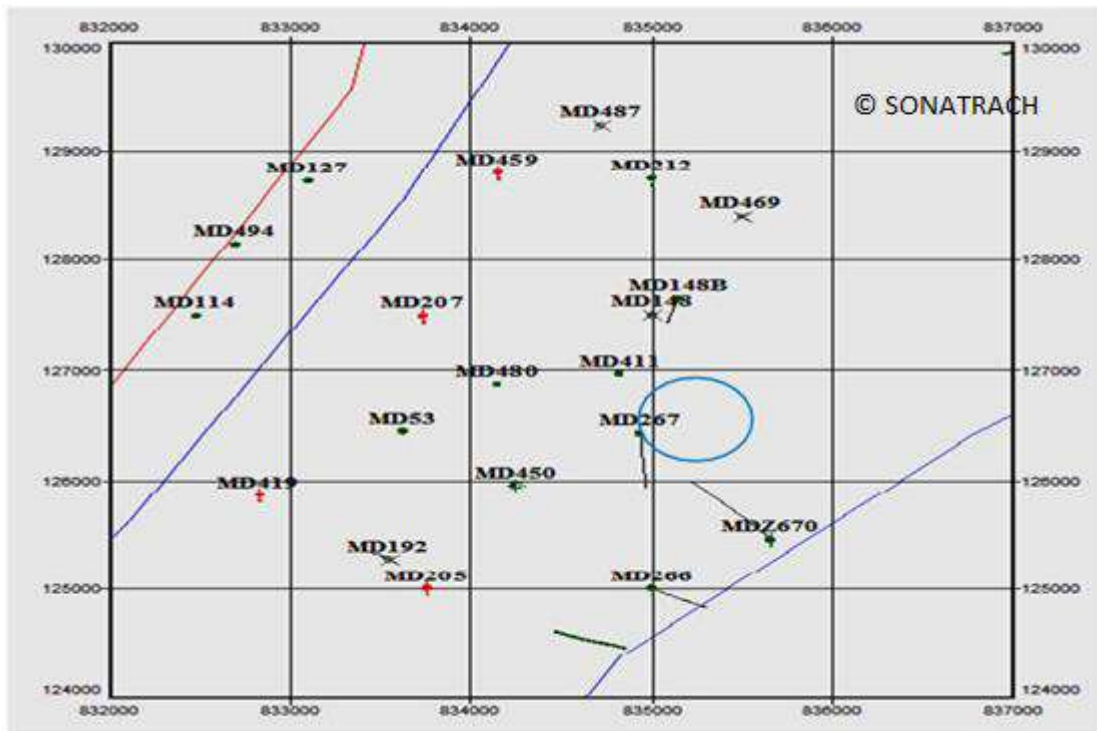 832000 833000 834000 835000 836000 837000
130000 130000
© SONATRACH
MD487
129000 129000
MD459 MD212
MD127
MD469
MD494
128000 128000
MD148B
MD114 MD207 MD148
127000 127000
MD480 MD411
MD53 MD267
126000 126000
MD419 MD450
MDZ670
MD192
125000 125000
MD205 MD266
124000 124000
832000 833000 834000 835000 836000 837000